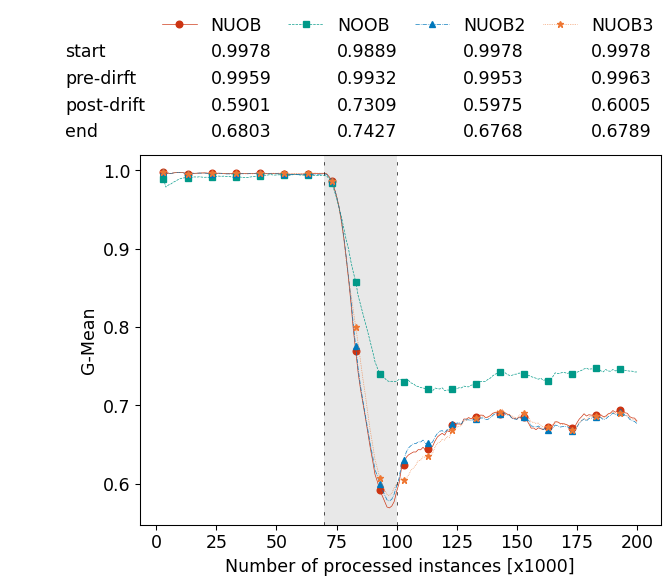 NUOB NOOB NUOB2 NUOB3
start 0.9978 0.9889 0.9978 0.9978
pre-dirft 0.9959 0.9932 0.9953 0.9963
post-drift 0.5901 0.7309 0.5975 0.6005
end 0.6803 0.7427 0.6768 0.6789
1.0
0.9
0.8
0.7
0.6
G-Mean
0 25 50 75 100 125 150 175 200
Number of processed instances [x1000]